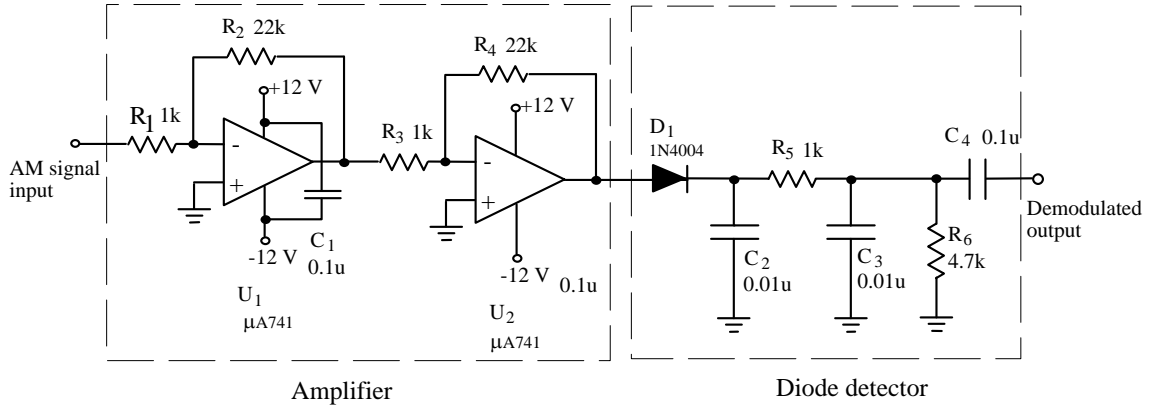 R2 22k
R4 22k
+12 V
+12 V
R1 1k
R3 1k
D1
1N4004
R5 1k
C4 0.1u
-
+
-
+
AM signal
input
Demodulated
output
-12 V
C1
0.1u
-12 V
0.1u
C2
0.01u
C3
0.01u
R6
4.7k
U1
µA741
U2
µA741
Amplifier
Diode detector